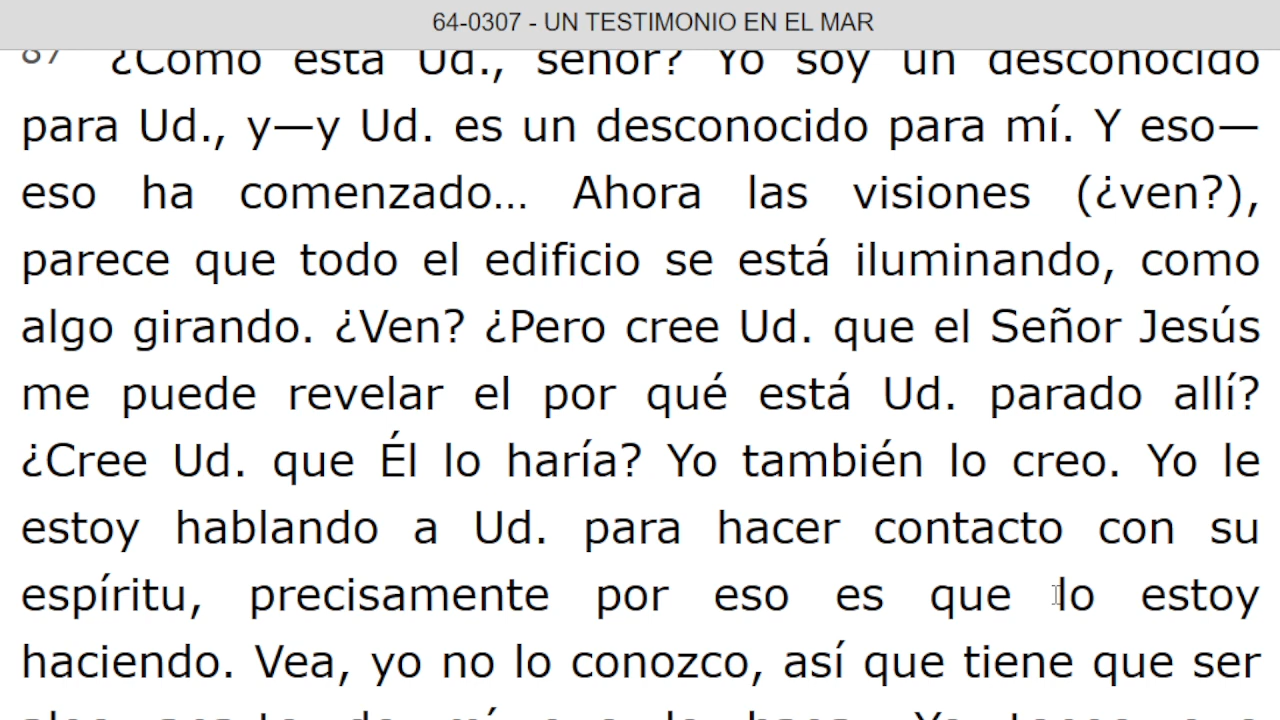 64-0307 - UN TESTIMONIO EN EL MAR
87 ¿Cómo está Ud., señor? Yo soy un desconocido
para Ud., y—y Ud. es un desconocido para mí. Y eso—
eso ha comenzado... Ahora las visiones (¿ven?),
parece que todo el edificio se está iluminando, como
algo girando. ¿Ven? ¿Pero cree Ud. que el Señor Jesús
me puede revelar el por qué está Ud. parado allí?
¿Cree Ud. que Él lo haría? Yo también lo creo. Yo le
estoy hablando a Ud. para hacer contacto con su
espíritu, precisamente por eso es que lo estoy
haciendo. Vea, yo no lo conozco, así que tiene que ser